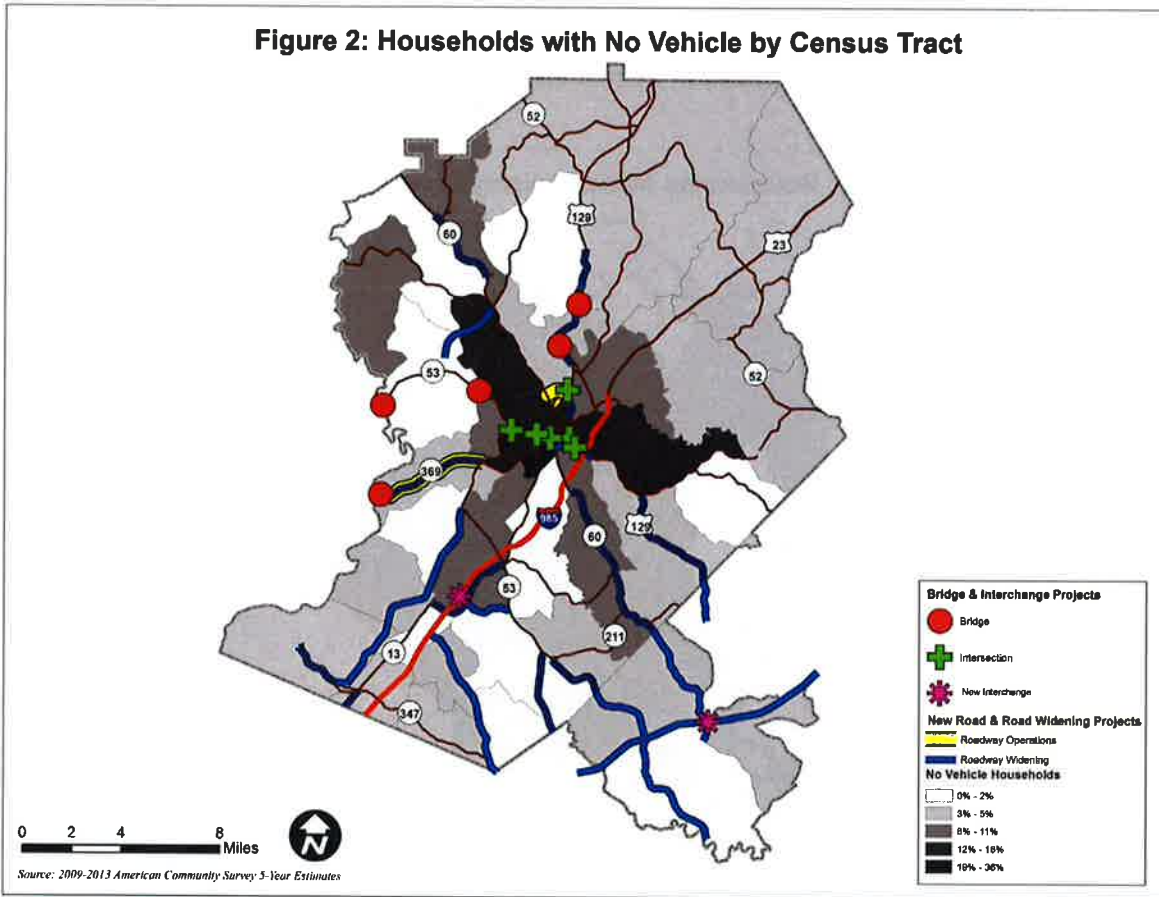 Figure 2: Households with No Vehicle by Census Tract
52
129
23
60
53
52
369
985
60
129
53
211
13
347
Bridge & Interchange Projects
Bridge
Intersection
New Interchange
New Road & Road Widening Projects
Roadway Operations
Roadway Widening
No Vehicle Households
0% - 2%
3% - 5%
6% - 11%
12% - 18%
19% - 36%
0 2 4 8
Miles
N
Source: 2009-2013 American Community Survey 5-Year Estimates